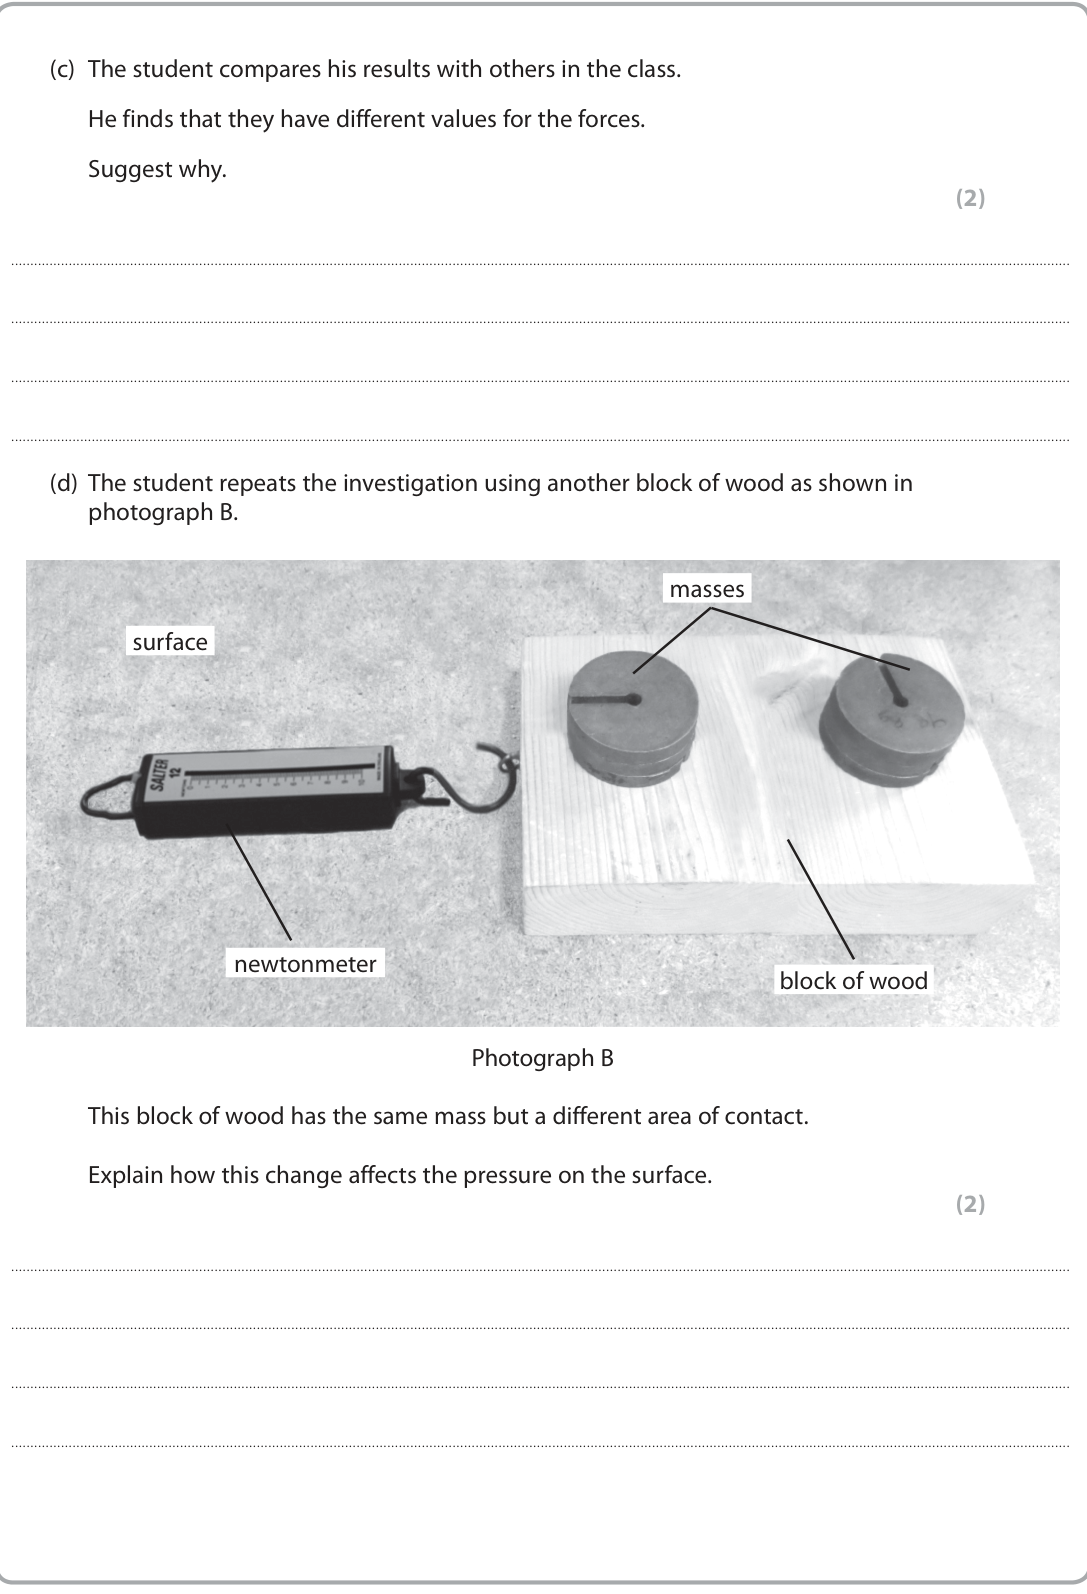 (c) The student compares his results with others in the class.
He finds that they have different values for the forces.
Suggest why.
(2)
(d) The student repeats the investigation using another block of wood as shown in
photograph B.
masses
surface
SALTER
12
newtonmeter
block of wood
Photograph B
This block of wood has the same mass but a different area of contact.
Explain how this change affects the pressure on the surface.
(2)